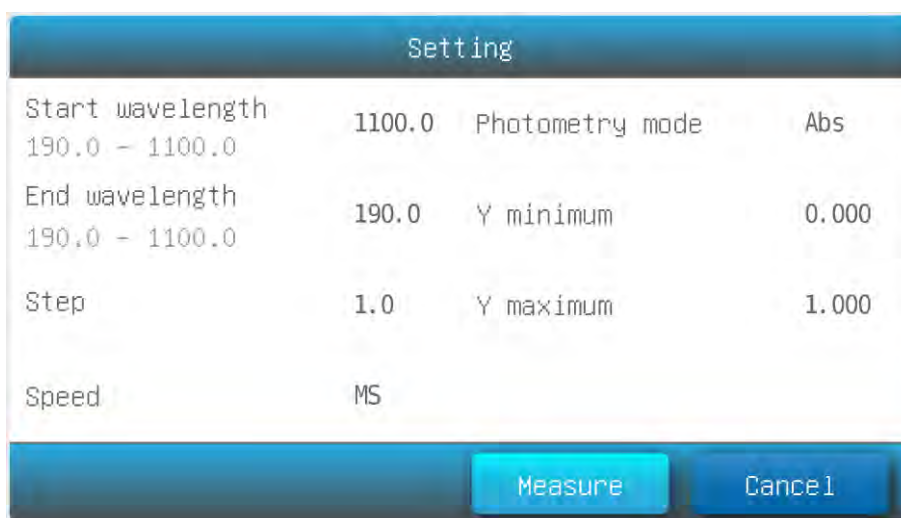 Setting
Start wavelength 1100.0 Photometry mode Abs
190.0 - 1100.0
End wavelength 190.0 Y minimum 0.000
190.0 - 1100.0
Step 1.0 Y maximum 1.000
Speed MS
Measure Cancel